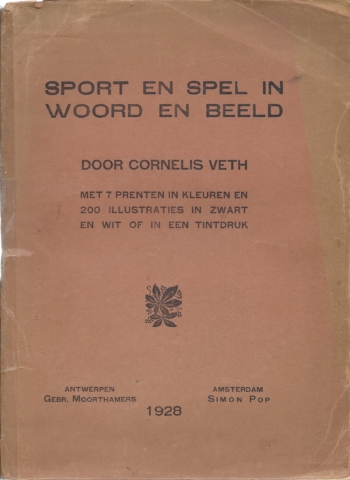 SPORT EN SPEL IN
WOORD EN BEELD
DOOR CORNELIS VETH
MET 7 PRENTEN IN KLEUREN EN
200 ILLUSTRATIES IN ZWART
EN WIT OF IN EEN TINTDRUK
ANTWERPEN
GEBR. MOORTHAMERS
AMSTERDAM
SIMON POP
1928